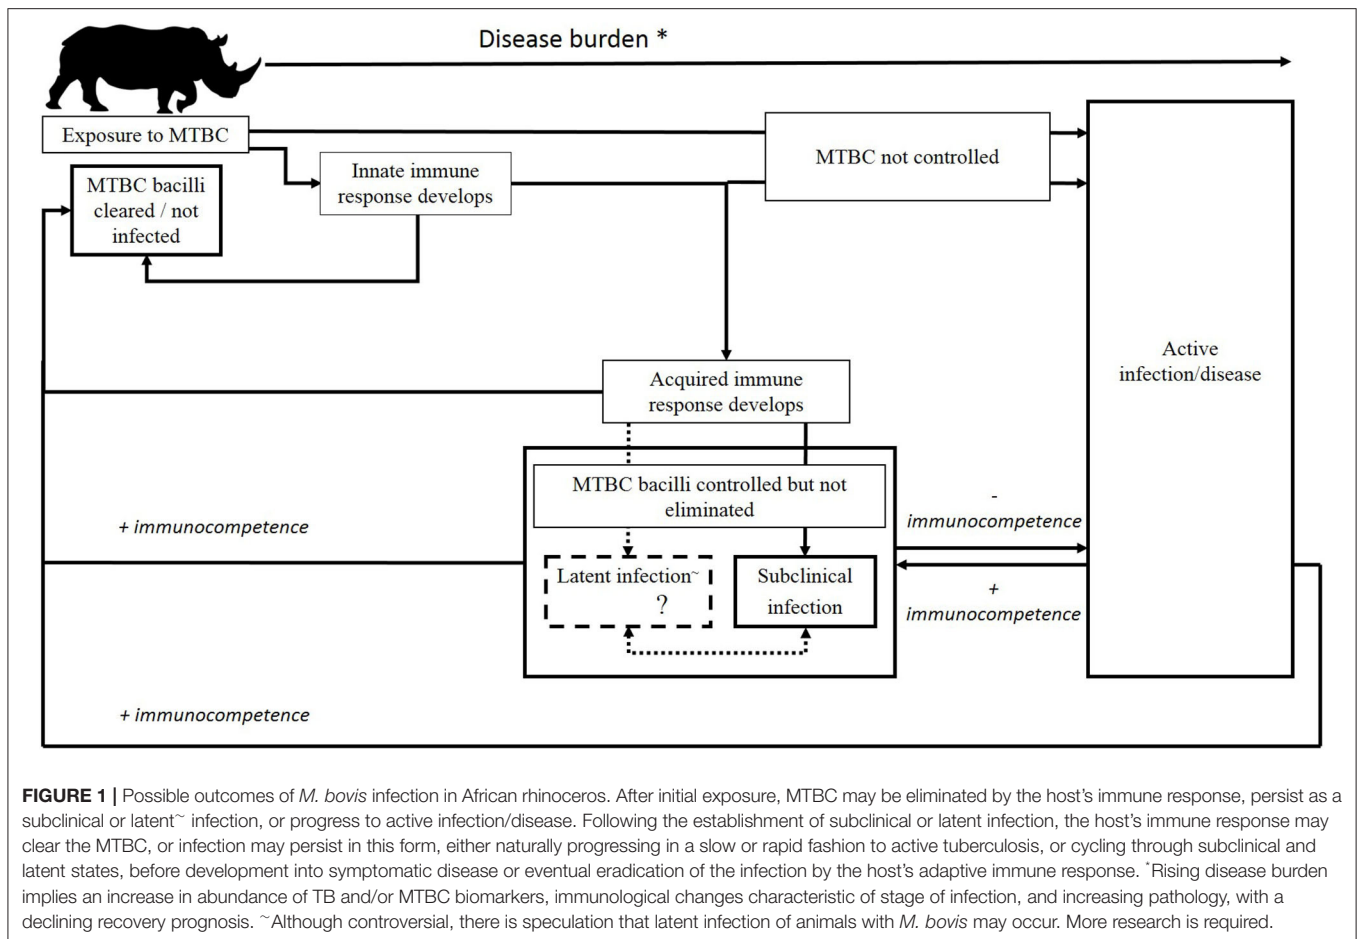 Disease burden *
Exposure to MTBC
MTBC not controlled
Innate immune
response develops
MTBC bacilli
cleared / not
infected
Active
infection/disease
Acquired immune
response develops
MTBC bacilli controlled but not
eliminated
-
immunocompetence
+ immunocompetence
Latent infection~
?
Subclinical
infection
+
immunocompetence
+ immunocompetence
FIGURE 1 | Possible outcomes of M. bovis infection in African rhinoceros. After initial exposure, MTBC may be eliminated by the host's immune response, persist as a
subclinical or latent~ infection, or progress to active infection/disease. Following the establishment of subclinical or latent infection, the host's immune response may
clear the MTBC, or infection may persist in this form, either naturally progressing in a slow or rapid fashion to active tuberculosis, or cycling through subclinical and
latent states, before development into symptomatic disease or eventual eradication of the infection by the host's adaptive immune response. *Rising disease burden
implies an increase in abundance of TB and/or MTBC biomarkers, immunological changes characteristic of stage of infection, and increasing pathology, with a
declining recovery prognosis. ~Although controversial, there is speculation that latent infection of animals with M. bovis may occur. More research is required.